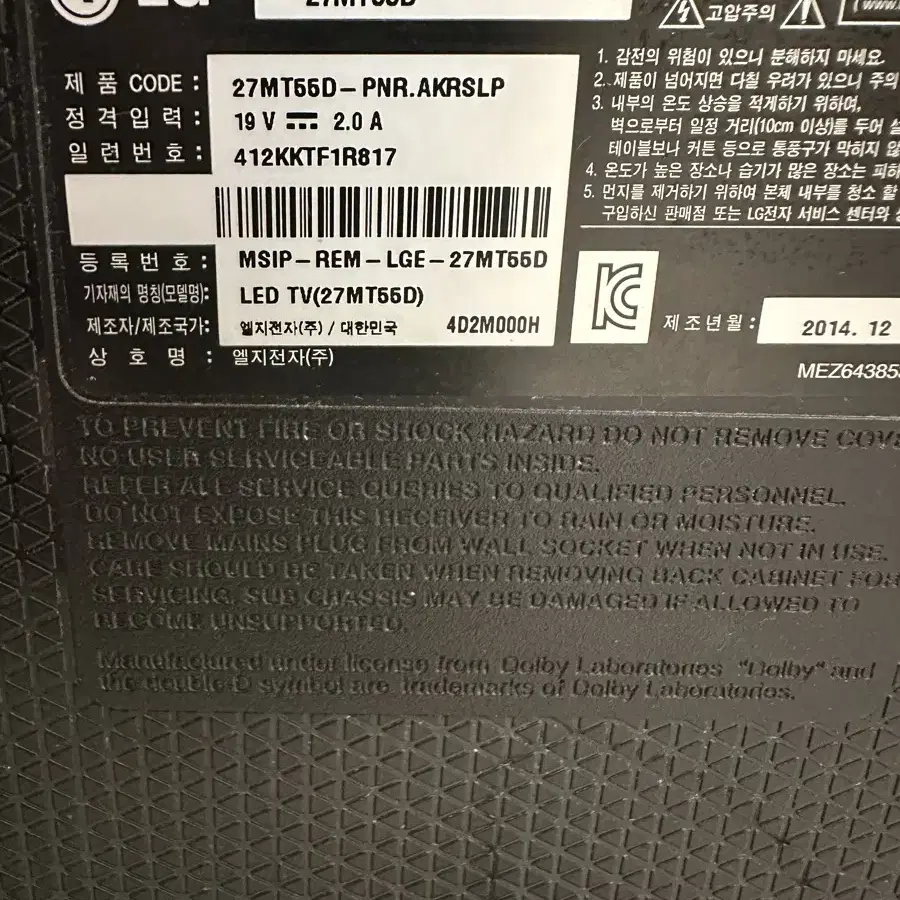 LG
27MT55D
고압주의
제 품 CODE : 27MT55D-PNR.AKRSLP
정 격 입 력 : 19 V 2.0 A
일 련 번 호 : 412KKTF1R817
등 록 번 호 : MSIP-REM-LGE-27MT55D
기자재의 명칭(모델명): LED TV(27MT55D)
제조자/제조국가: 엘지전자(주) / 대한민국 4D2M000H
상 호 명 : 엘지전자(주)
1. 감전의 위험이 있으니 분해하지 마세요.
2. 제품이 넘어지면 다칠 우려가 있으니 주의
3. 내부의 온도 상승을 적게하기 위하여,
벽으로부터 일정 거리(10cm 이상)를 두어
테이블보나 커튼 등으로 통풍구가 막히지
4. 온도가 높은 장소나 습기가 많은 장소는
5. 먼지를 제거하기 위하여 본체 내부를 청소 할
구입하신 판매점 또는 LG전자 서비스 센터와
제 조 년 월 : 2014. 12
MEZ64385
TO PREVENT FIRE OR SHOCK HAZARD DO NOT REMOVE
NO USER SERVICEABLE PARTS INSIDE.
REFER ALL SERVICE QUERIES TO QUALIFIED PERSONNEL.
DO NOT EXPOSE THIS RECEIVER TO RAIN OR MOISTURE.
REMOVE MAINS PLUG FROM WALL SOCKET WHEN NOT IN USE.
CARE SHOULD BE TAKEN WHEN REMOVING BACK CABINET FOR
SERVICING. SUB CHASSIS MAY BE DAMAGED IF ALLOWED TO
BECOME UNSUPPORTED.
Manufactured under license from Dolby Laboratories "Dolby" and
the double-D symbol are trademarks of Dolby Laboratories.